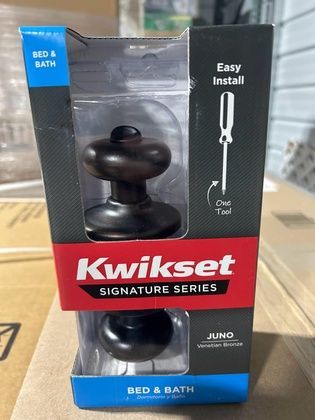 BED &
BATH
Easy
Install
One
Tool
Kwikset
SIGNATURE SERIES
JUNO
Venetian Bronze
BED & BATH
Dormitorio y Baño